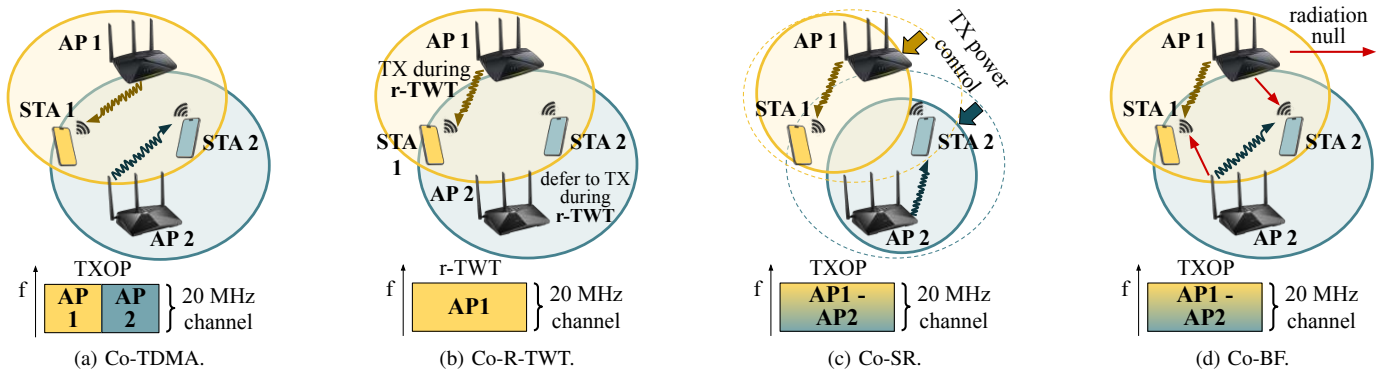 AP 1
STA 1
STA 2
AP 2
TXOP
f
AP
1
AP
2
20 MHz
channel
(a) Co-TDMA.
AP 1
TX during
r-TWT
STA
1
STA 2
AP 2
defer to TX
during
r-TWT
r-TWT
f
AP1
20 MHz
channel
(b) Co-R-TWT.
TX power
control
AP 1
STA 1
STA 2
AP 2
TXOP
f
AP1 -
AP2
20 MHz
channel
(c) Co-SR.
radiation
null
AP 1
STA 1
STA 2
AP 2
TXOP
f
AP1 -
AP2
20 MHz
channel
(d) Co-BF.